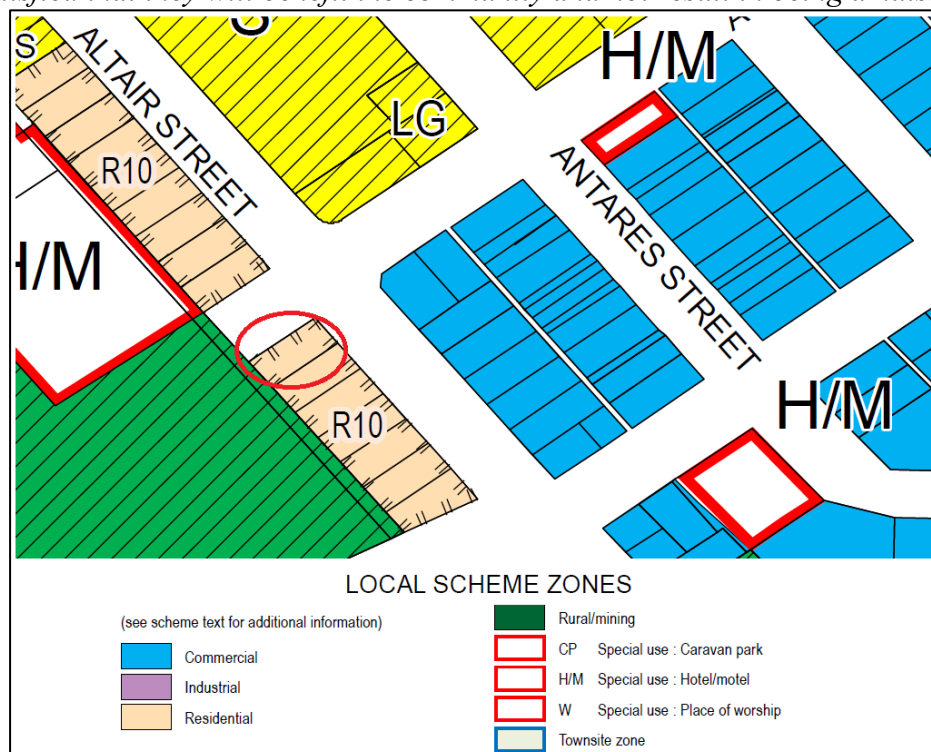 ALTAIR STREET
S
H/M
LG
R10
ANTARES STREET
H/M
H/M
R10
LOCAL SCHEME ZONES
(see scheme text for additional information)
Commercial
Industrial
Residential
Rural/mining
CP Special use : Caravan park
H/M Special use : Hotel/motel
W Special use : Place of worship
Townsite zone